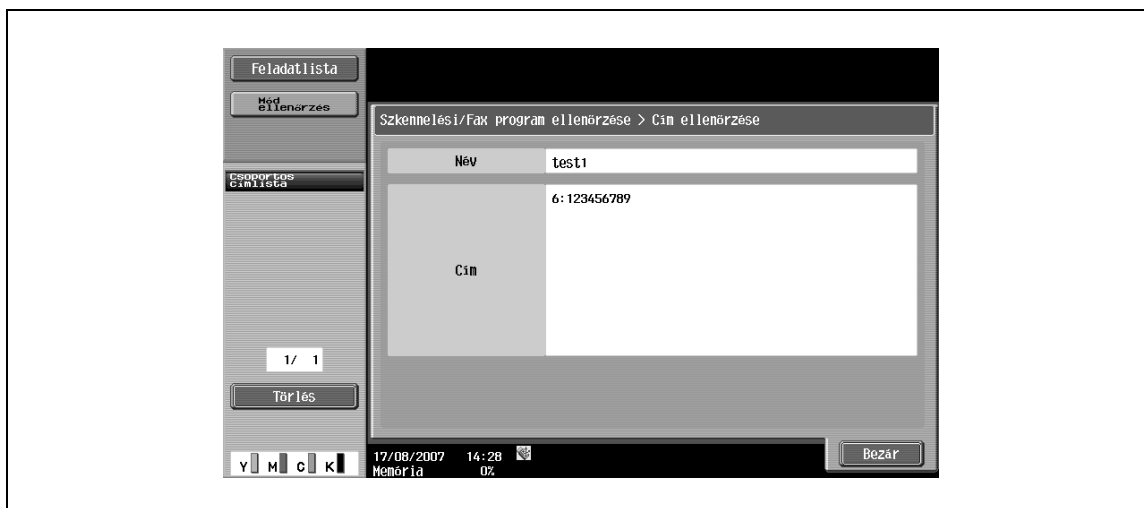 Feladatlista
Mód
ellenőrzés
Szkennelési/Fax program ellenőrzése > Cím ellenőrzése
Név
test1
Csoportos
címlista
6:123456789
Cím
1/ 1
Törlés
Y M C K
17/08/2007 14:28
Memória 0%
Bezár